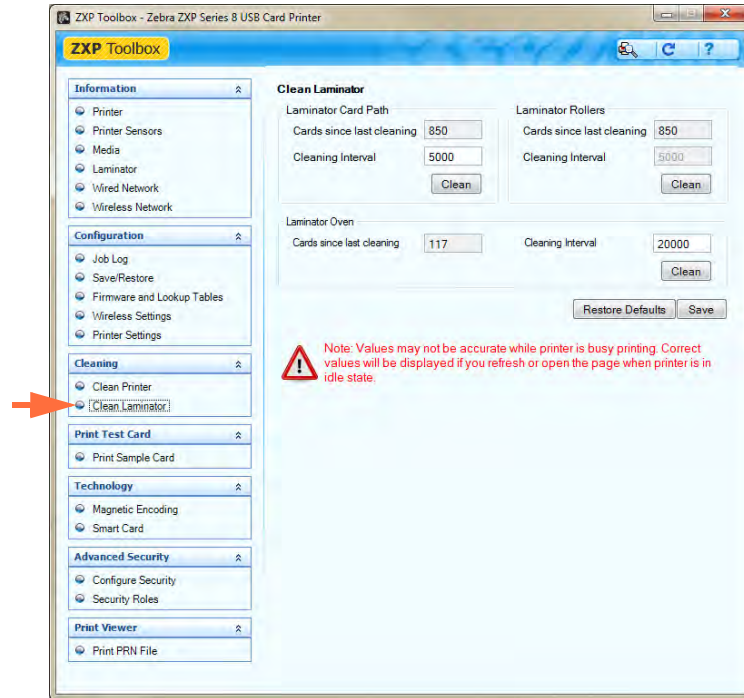 ZXP Toolbox - Zebra ZXP Series 8 USB Card Printer
ZXP Toolbox
?
Information
Printer
Printer Sensors
Media
Laminator
Wired Network
Wireless Network
Configuration
Job Log
Save/Restore
Firmware and Lookup Tables
Wireless Settings
Printer Settings
Cleaning
Clean Printer
Clean Laminator
Print Test Card
Print Sample Card
Technology
Magnetic Encoding
Smart Card
Advanced Security
Configure Security
Security Roles
Print Viewer
Print PRN File
Clean Laminator
Laminator Card Path
Cards since last cleaning 850
Cleaning Interval 5000
Clean
Laminator Rollers
Cards since last cleaning 850
Cleaning Interval 5000
Clean
Laminator Oven
Cards since last cleaning 117
Cleaning Interval 20000
Clean
Restore Defaults Save
Note: Values may not be accurate while printer is busy printing. Correct
values will be displayed if you refresh or open the page when printer is in
idle state.